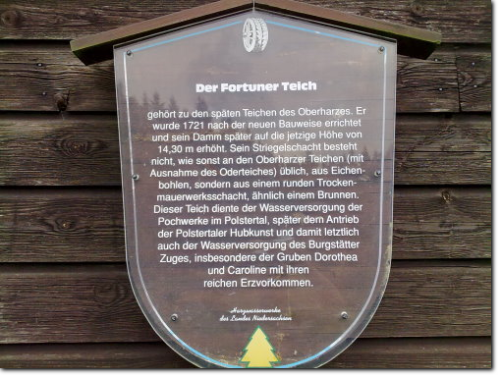 Der Fortuner Teich
gehört zu den späten Teichen des Oberharzes. Er
wurde 1721 nach der neuen Bauweise errichtet
und sein Damm später auf die jetzige Höhe von
14,30 m erhöht. Sein Striegelschacht besteht
nicht, wie sonst an den Oberharzer Teichen (mit
Ausnahme des Oderteiches) üblich, aus Eichen-
bohlen, sondern aus einem runden Trocken-
mauerwerksschacht, ähnlich einem Brunnen.
Dieser Teich diente der Wasserversorgung der
Pochwerke im Polstertal, später dem Antrieb
der Polstertaler Hubkunst und damit letztlich
auch der Wasserversorgung des Burgstätter
Zuges, insbesondere der Gruben Dorothea
und Caroline mit ihren
reichen Erzvorkommen.
Harzwasserwerke
des Landes Niedersachsen